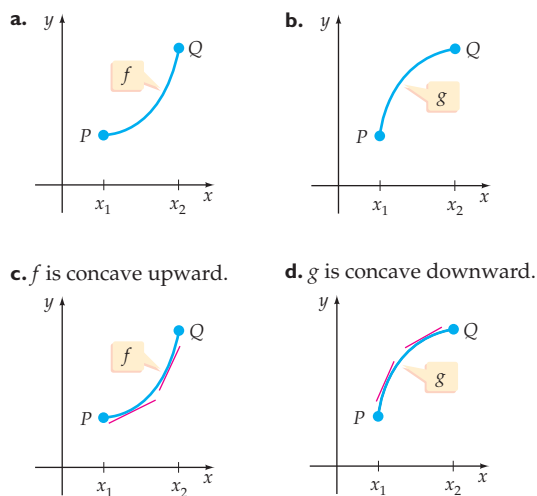 a.
y
Q
f
P
x₁
x₂
x
b.
y
Q
g
P
x₁
x₂
x
c. f is concave upward.
y
Q
f
P
x₁
x₂
x
d. g is concave downward.
y
Q
g
P
x₁
x₂
x